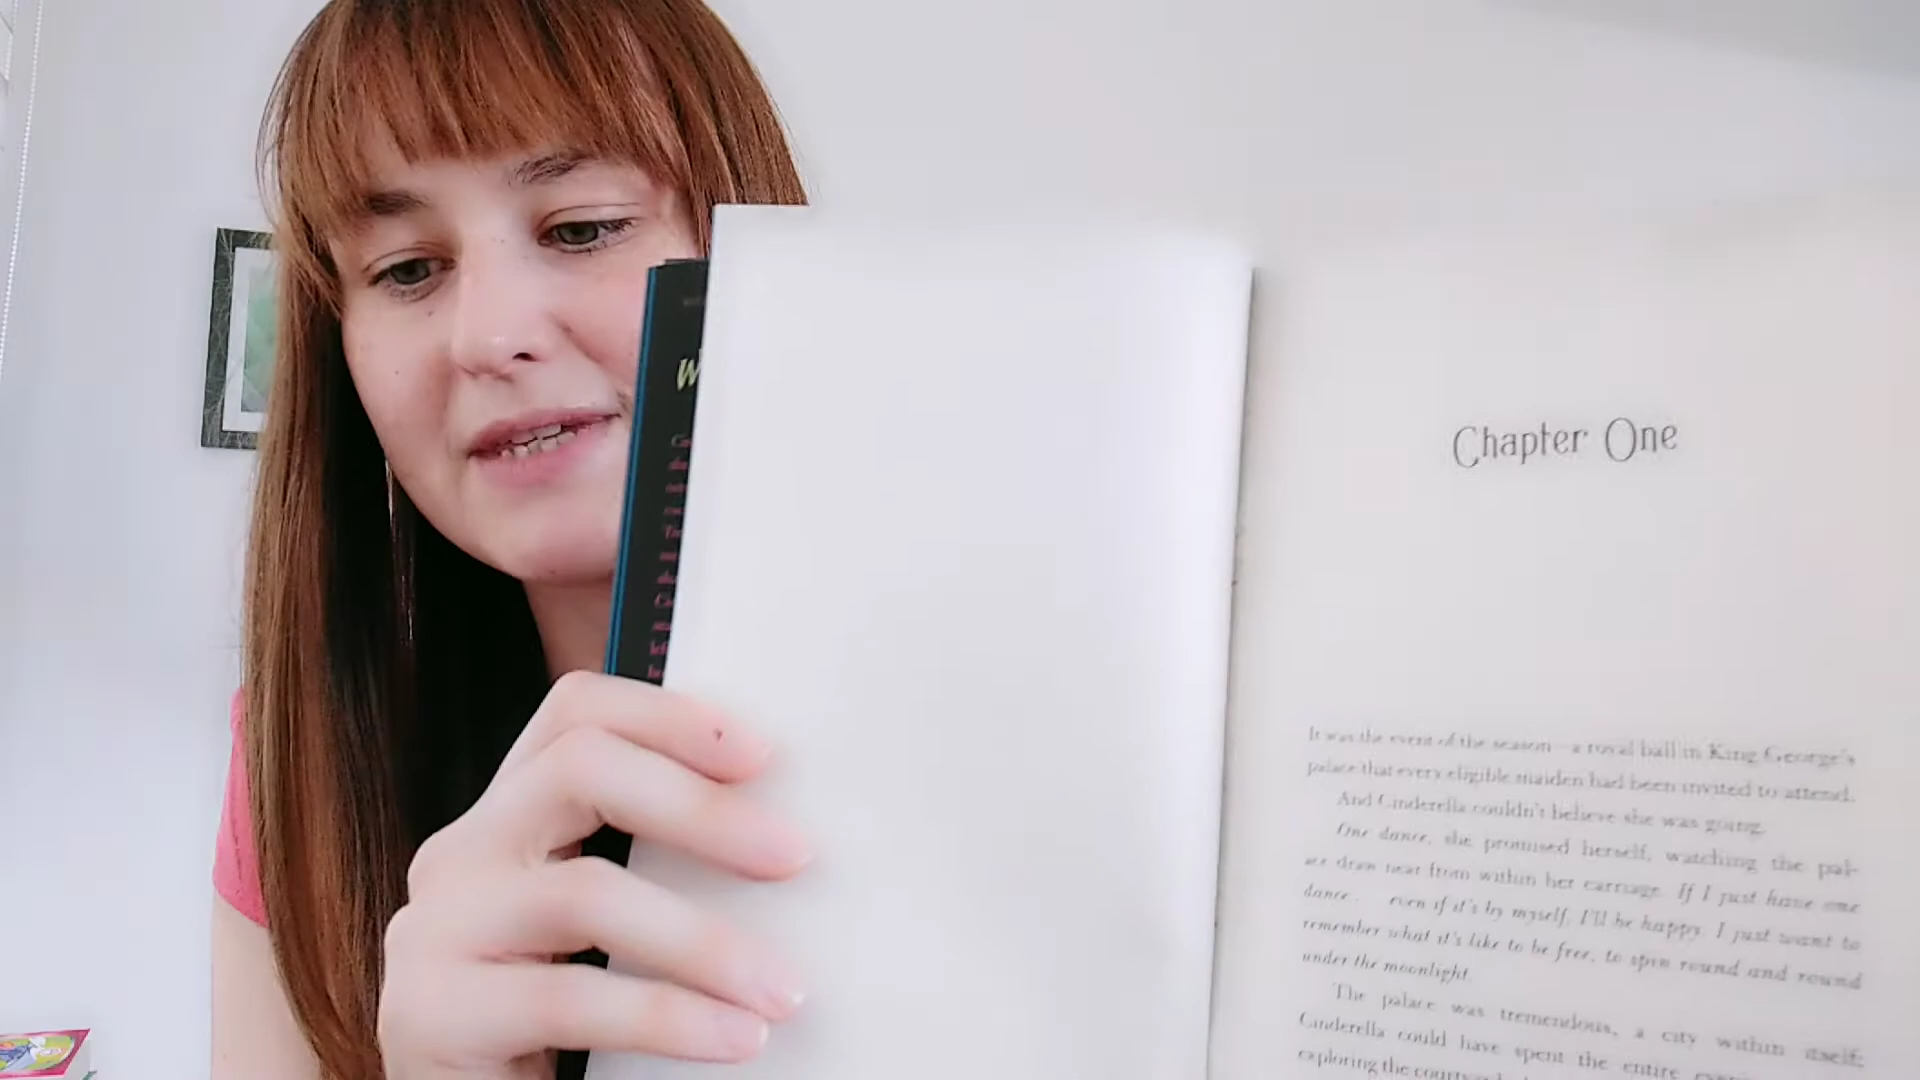 W
Chapter One
It was the event of the season—a royal ball in King George's
palace that every eligible maiden had been invited to attend.
And Cinderella couldn't believe she was going.
One dance, she promised herself, watching the pal-
ace draw near from within her carriage. If I just have one
dance . . . even if it's by myself, I'll be happy. I just want to
remember what it's like to be free, to spin round and round
under the moonlight.
The palace was tremendous, a city within itself;
Cinderella could have spent the entire
exploring the